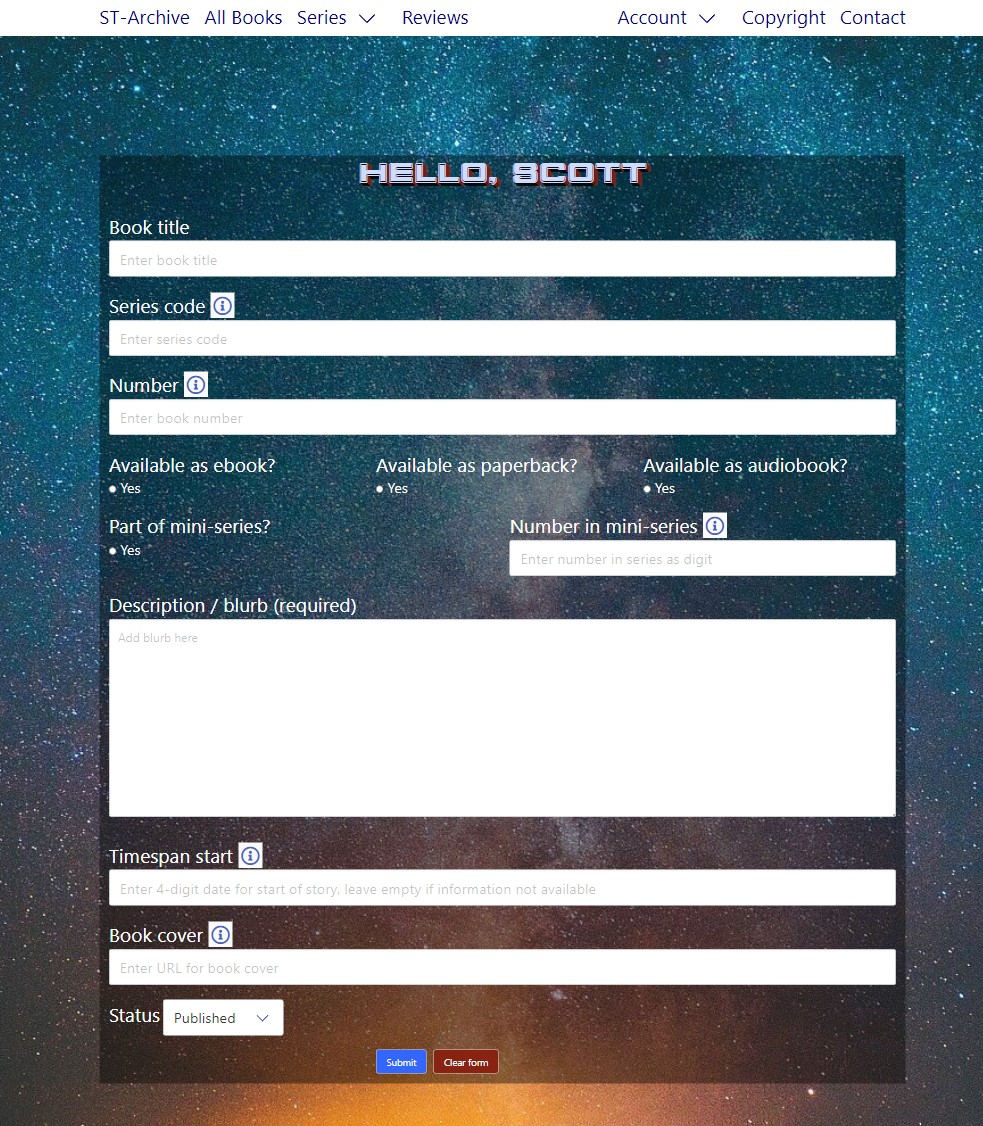 ST-Archive All Books Series Reviews Account Copyright Contact
HELLO, SCOTT
Book title
Enter book title
Series code
Enter series code
Number
Enter book number
Available as ebook? Available as paperback? Available as audiobook?
Yes Yes Yes
Part of mini-series? Number in mini-series
Yes
Enter number in series as digit
Description / blurb (required)
Add blurb here
Timespan start
Enter 4-digit date for start of story, leave empty if information not available
Book cover
Enter URL for book cover
Status Published
Submit Clear form